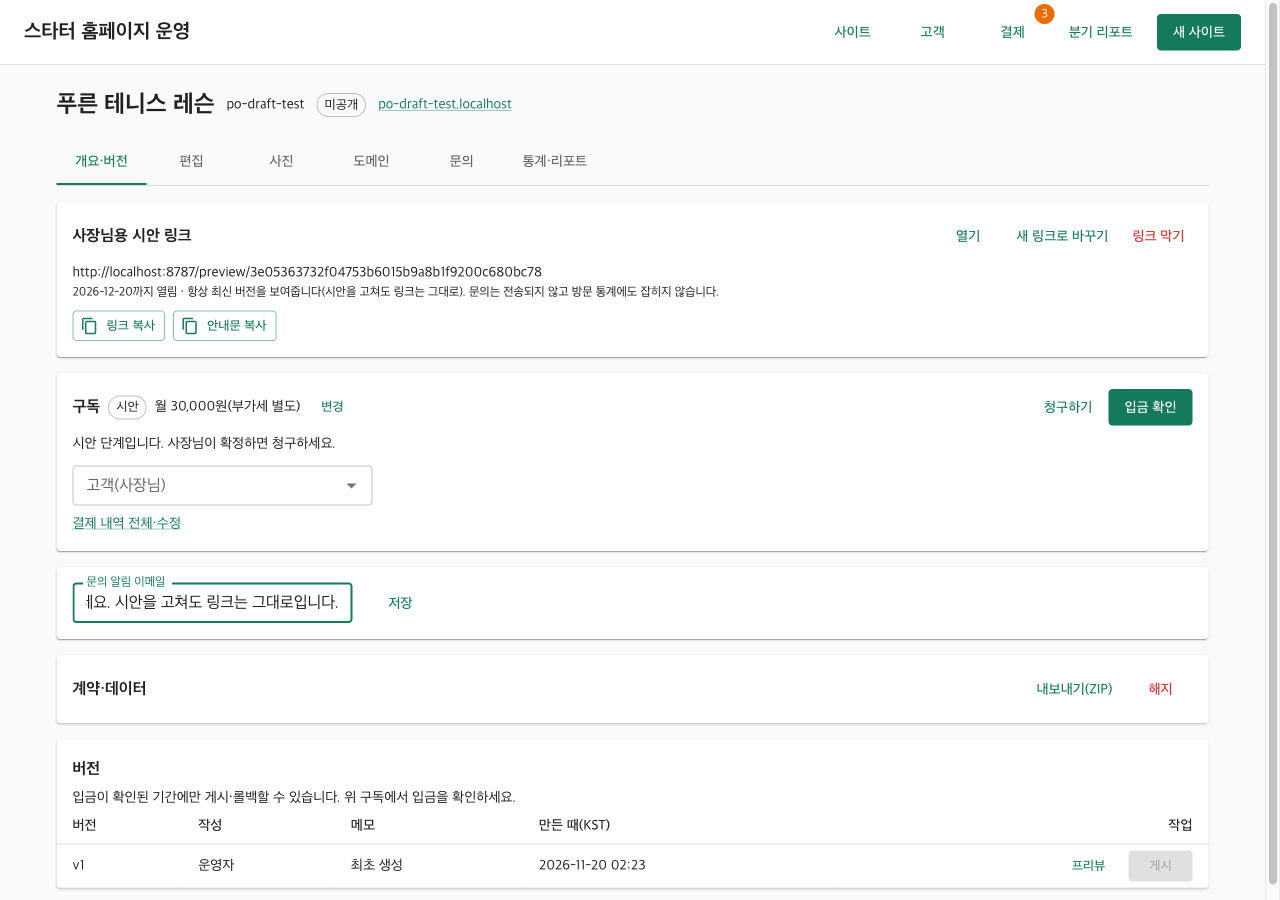 스타터 홈페이지 운영
사이트
고객
결제
3
분기 리포트
새 사이트
푸른 테니스 레슨 po-draft-test 미공개 po-draft-test.localhost
개요·버전 편집 사진 도메인 문의 통계·리포트
사장님용 시안 링크
열기 새 링크로 바꾸기 링크 막기
http://localhost:8787/preview/3e05363732f04753b6015b9a8b1f9200c680bc78
2026-12-20까지 열림 · 항상 최신 버전을 보여줍니다(시안을 고쳐도 링크는 그대로). 문의는 전송되지 않고 방문 통계에도 잡히지 않습니다.
링크 복사 안내문 복사
구독 시안 월 30,000원(부가세 별도) 변경
청구하기 입금 확인
시안 단계입니다. 사장님이 확정하면 청구하세요.
고객(사장님)
결제 내역 전체·수정
문의 알림 이메일
시안을 고쳐도 링크는 그대로입니다.
저장
계약·데이터
내보내기(ZIP) 해지
버전
입금이 확인된 기간에만 게시·롤백할 수 있습니다. 위 구독에서 입금을 확인하세요.
버전 작성 메모 만든 때(KST) 작업
v1 운영자 최초 생성 2026-11-20 02:23 프리뷰 게시